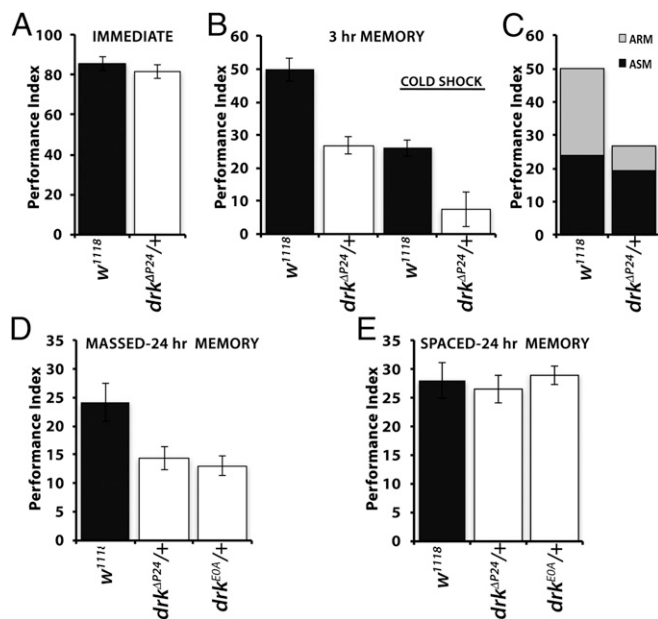 A
IMMEDIATE
Performance Index
100
80
60
40
20
0
w1118
drkΔP24/+
B
3 hr MEMORY
COLD SHOCK
Performance Index
60
50
40
30
20
10
0
w1118
drkΔP24/+
w1118
drkΔP24/+
C
ARM
ASM
Performance Index
60
50
40
30
20
10
0
w1118
drkΔP24/+
D
MASSED-24 hr MEMORY
Performance Index
35
30
25
20
15
10
5
0
w111
drkΔP24/+
drkE0A/+
E
SPACED-24 hr MEMORY
Performance Index
35
30
25
20
15
10
5
0
w1118
drkΔP24/+
drkE0A/+